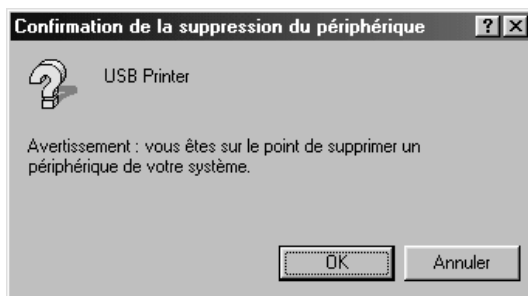 Confirmation de la suppression du périphérique
USB Printer
Avertissement : vous êtes sur le point de supprimer un
périphérique de votre système.
OK
Annuler